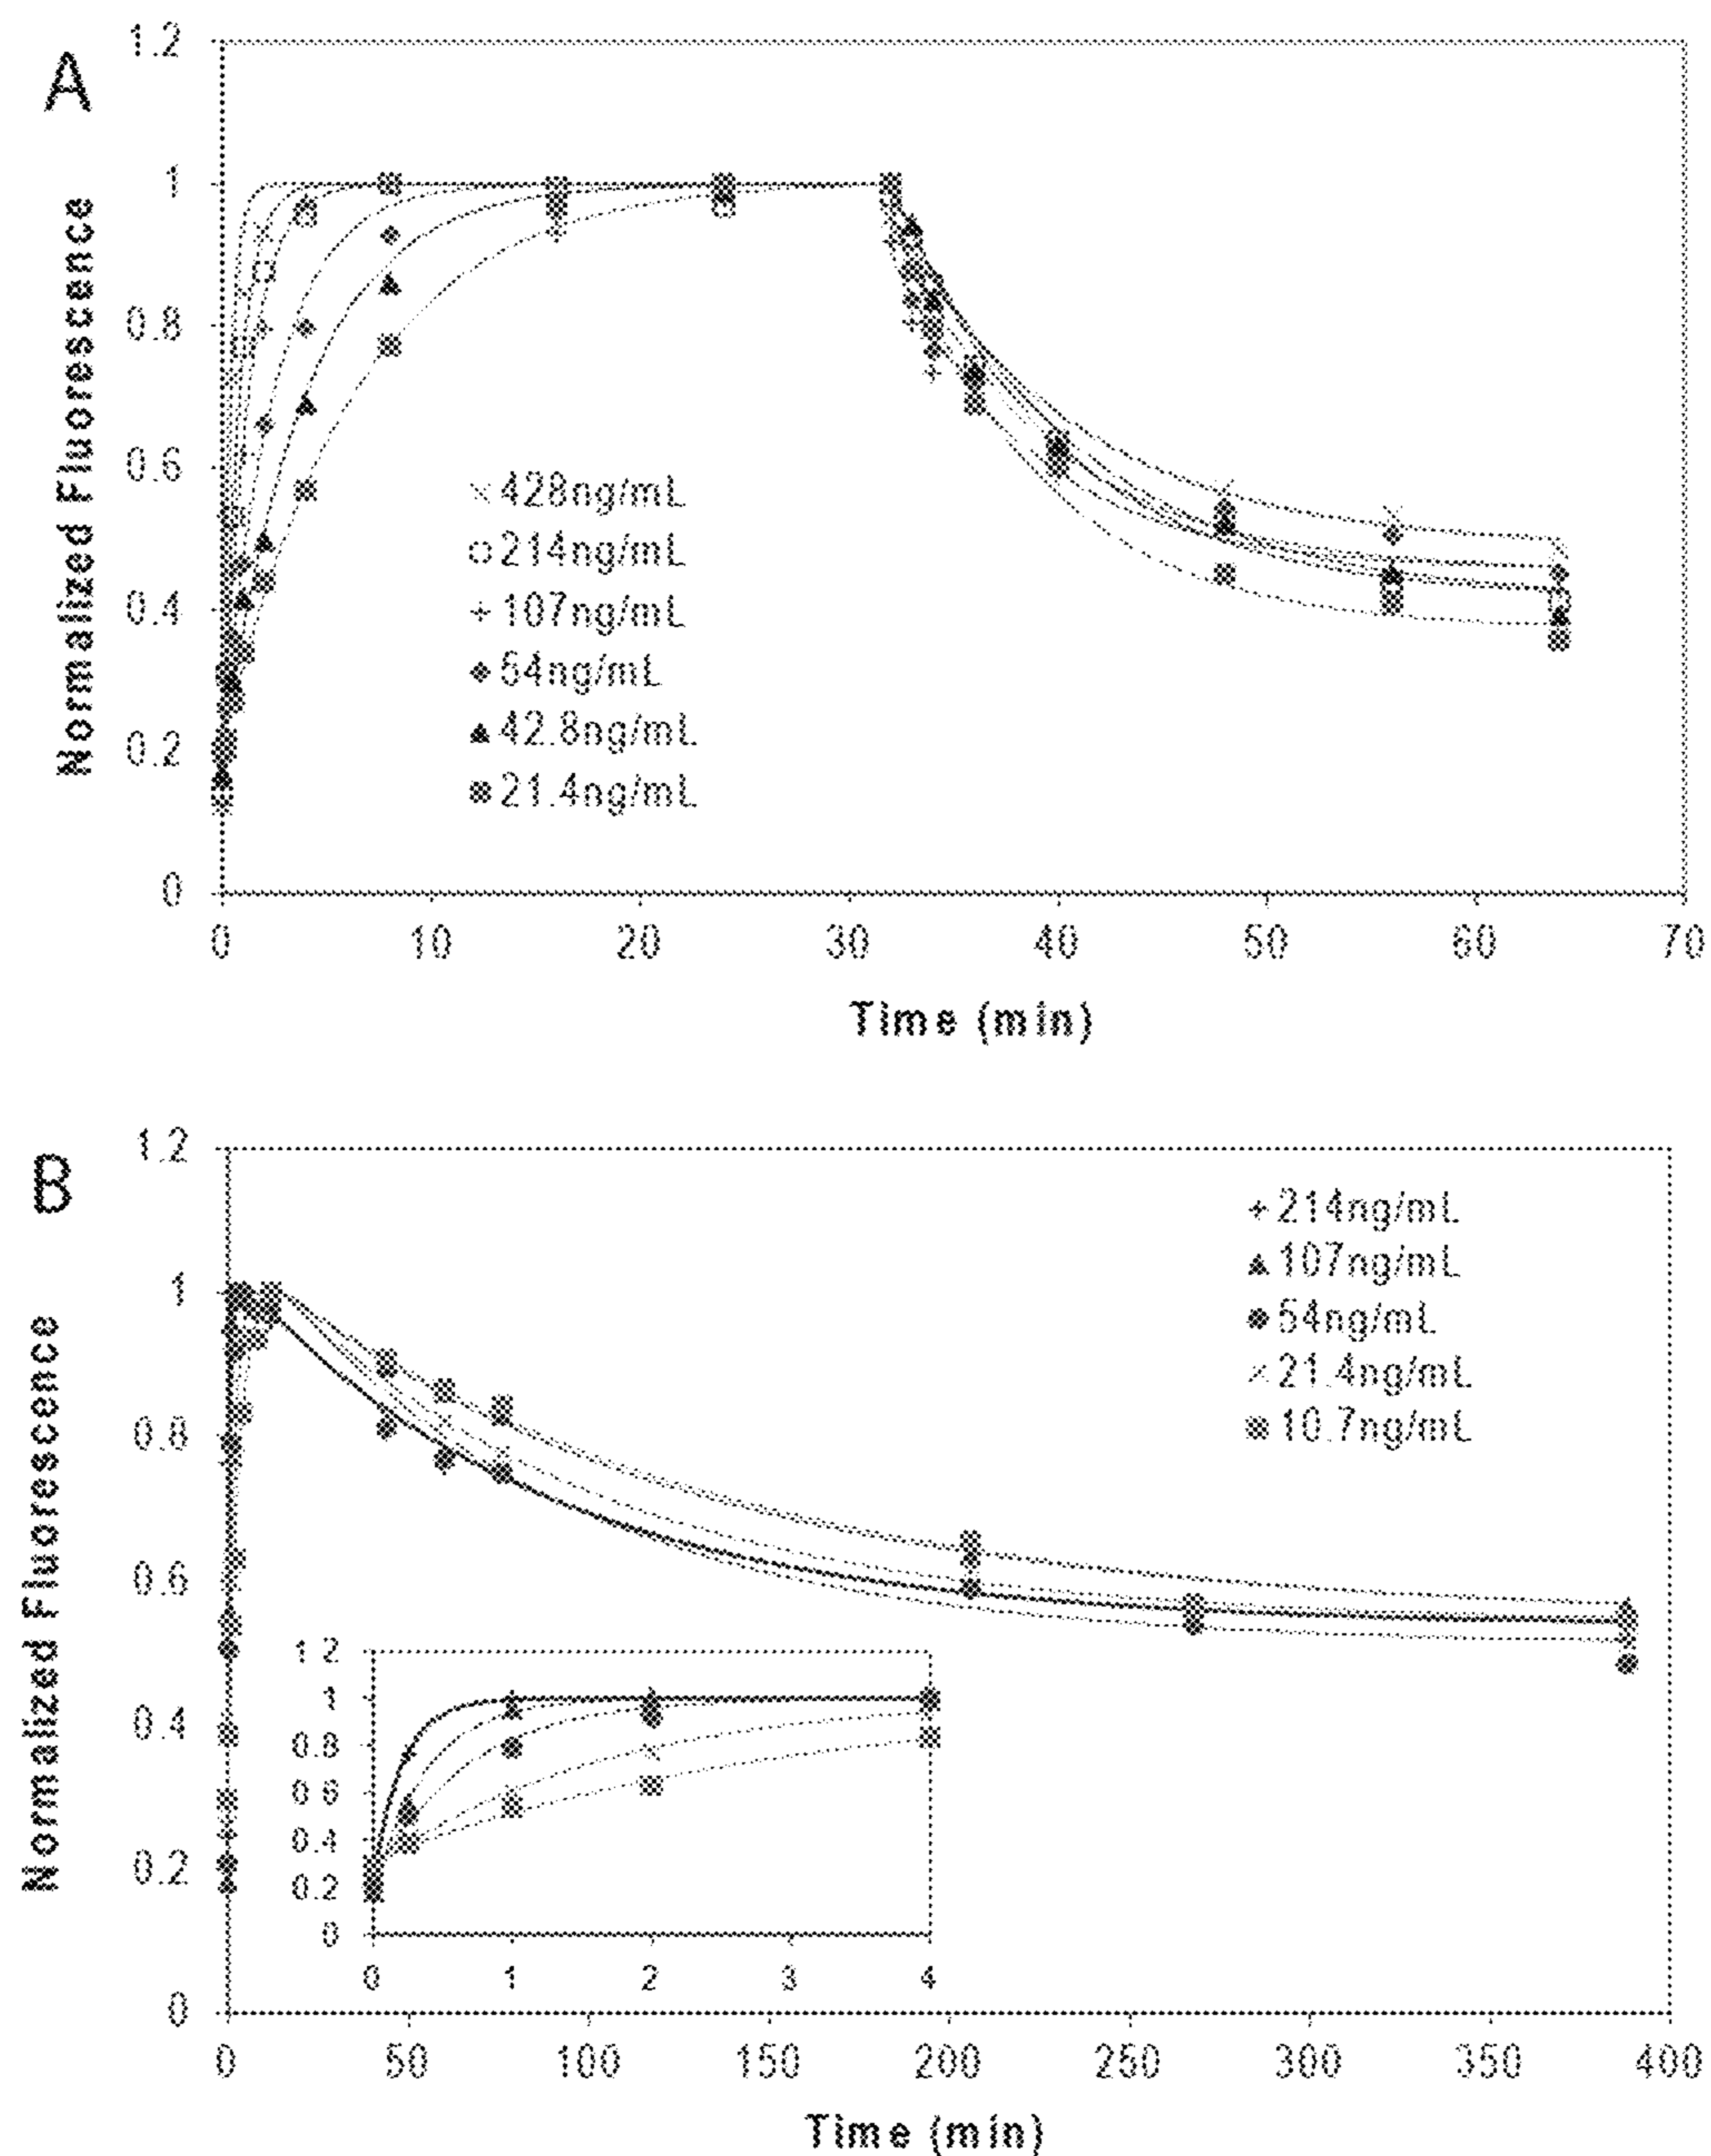 A
Normalized Fluorescence
1.2
1
0.8
0.6
0.4
0.2
0
428ng/mL
214ng/mL
107ng/mL
54ng/mL
42.8ng/mL
21.4ng/mL
0 10 20 30 40 50 60 70
Time (min)
B
Normalized Fluorescence
1.2
1
0.8
0.6
0.4
0.2
0
214ng/mL
107ng/mL
54ng/mL
21.4ng/mL
10.7ng/mL
1.2
1
0.8
0.6
0.4
0.2
0
0 1 2 3 4
0 50 100 150 200 250 300 350 400
Time (min)